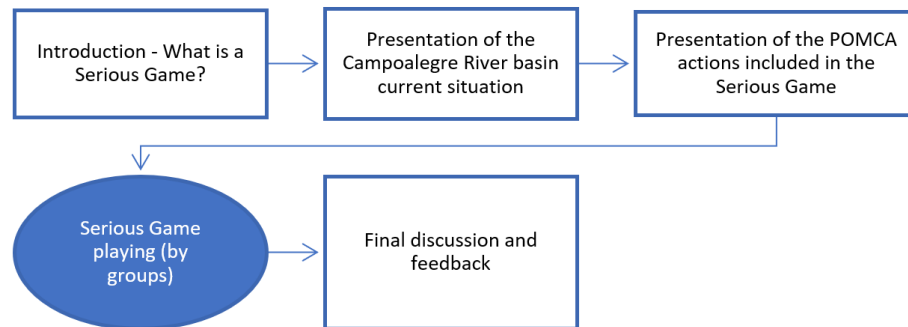 Introduction - What is a
Serious Game?
Presentation of the
Campoalegre River basin
current situation
Presentation of the POMCA
actions included in the
Serious Game
Serious Game
playing (by
groups)
Final discussion and
feedback